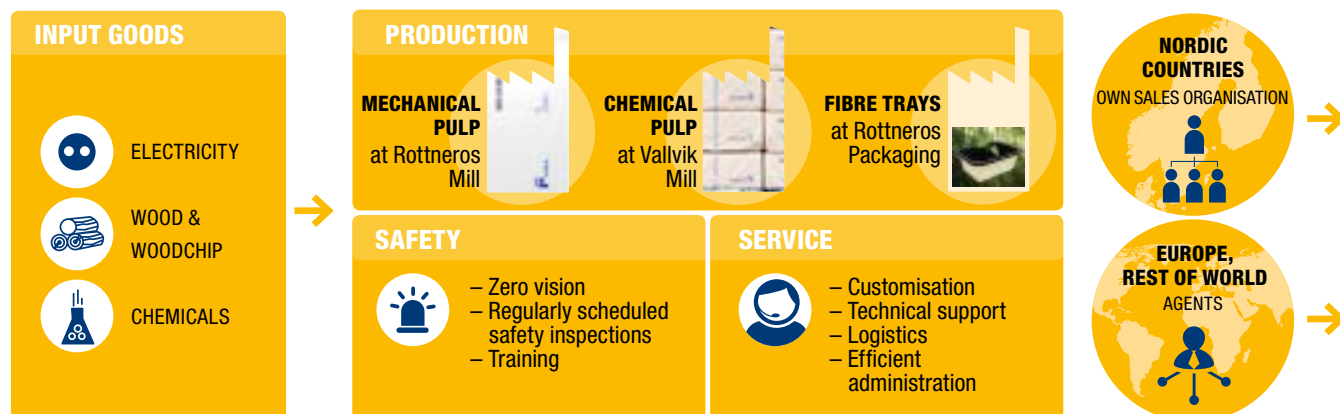 INPUT GOODS
ELECTRICITY
WOOD &
WOODCHIP
CHEMICALS
PRODUCTION
MECHANICAL
PULP
at Rottneros
Mill
CHEMICAL
PULP
at Vallvik
Mill
FIBRE TRAYS
at Rottneros
Packaging
SAFETY
– Zero vision
– Regularly scheduled
safety inspections
– Training
SERVICE
– Customisation
– Technical support
– Logistics
– Efficient
administration
NORDIC
COUNTRIES
OWN SALES ORGANISATION
EUROPE,
REST OF WORLD
AGENTS